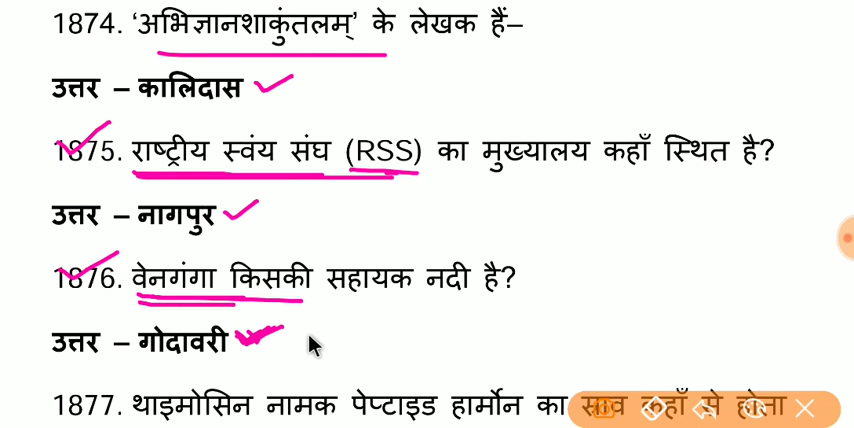 1874. ‘अभिज्ञानशाकुंतलम्’ के लेखक हैं–
उत्तर – कालिदास
1875. राष्ट्रीय स्वंय संघ (RSS) का मुख्यालय कहाँ स्थित है?
उत्तर – नागपुर
1876. वेनगंगा किसकी सहायक नदी है?
उत्तर – गोदावरी
1877. थाइमोसिन नामक पेप्टाइड हार्मोन का स्राव कहाँ से होता